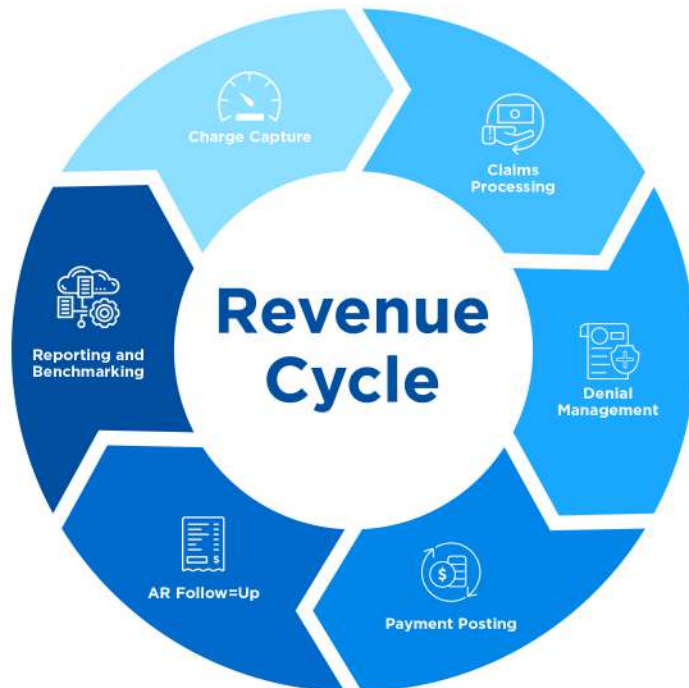 Revenue
Cycle
Charge Capture
Claims
Processing
$
Denial
Management
$
Payment Posting
$
AR Follow=Up
Reporting and
Benchmarking